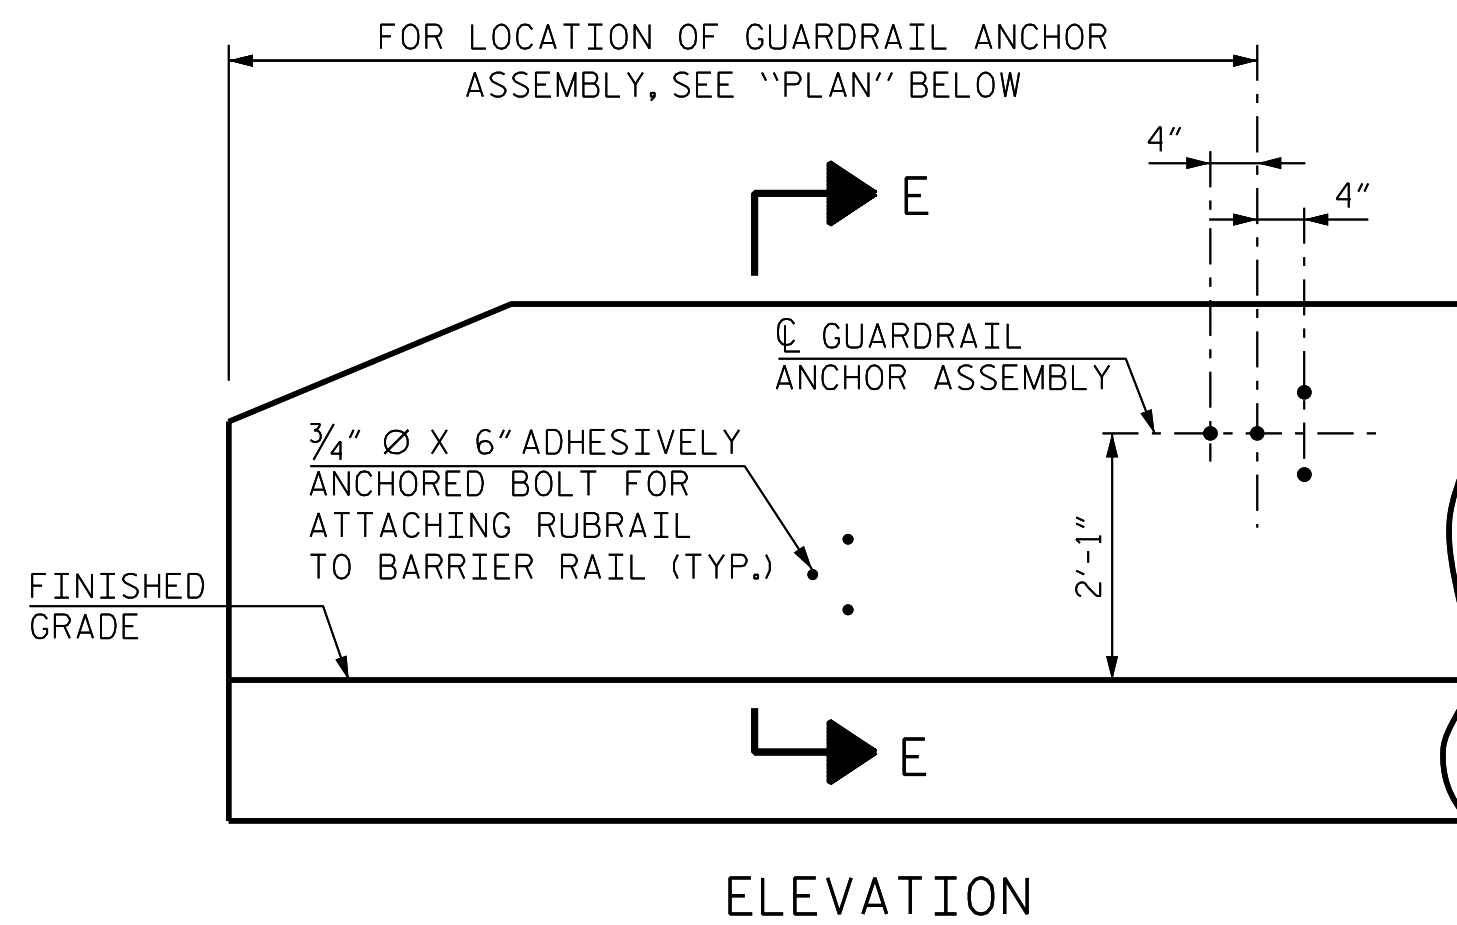 FOR LOCATION OF GUARDRAIL ANCHOR
ASSEMBLY, SEE "PLAN" BELOW
4"
4"
E
℄ GUARDRAIL
ANCHOR ASSEMBLY
3/4" Ø X 6" ADHESIVELY
ANCHORED BOLT FOR
ATTACHING RUBRAIL
TO BARRIER RAIL (TYP.)
2'-1"
FINISHED
GRADE
E
ELEVATION